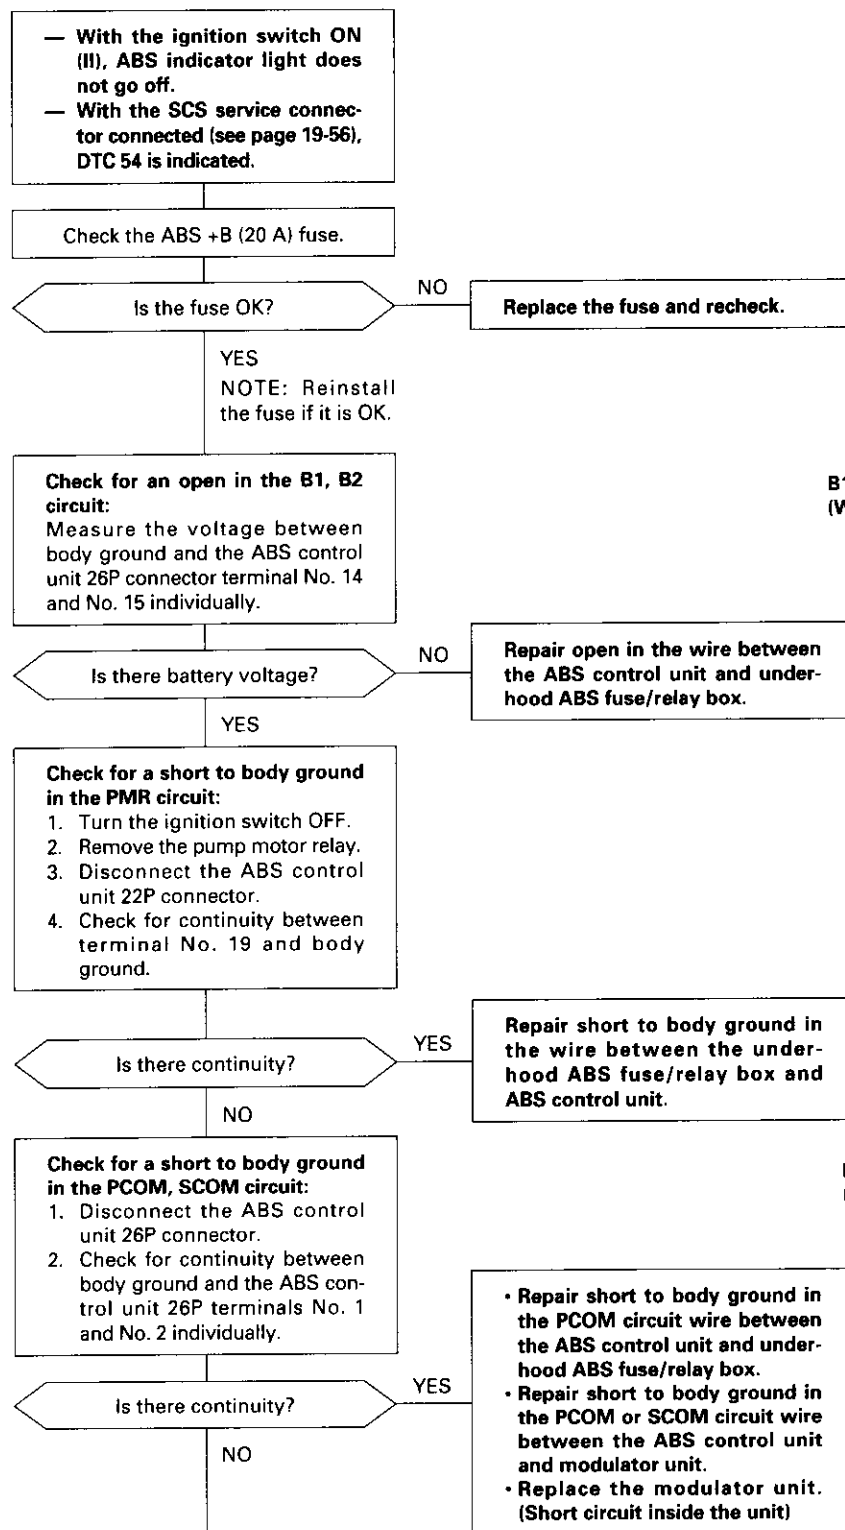 — With the ignition switch ON
(II), ABS indicator light does
not go off.
— With the SCS service connec-
tor connected (see page 19-56),
DTC 54 is indicated.
Check the ABS +B (20 A) fuse.
Is the fuse OK?
NO
Replace the fuse and recheck.
YES
NOTE: Reinstall
the fuse if it is OK.
Check for an open in the B1, B2
circuit:
Measure the voltage between
body ground and the ABS control
unit 26P connector terminal No. 14
and No. 15 individually.
B1
(W
Is there battery voltage?
NO
Repair open in the wire between
the ABS control unit and under-
hood ABS fuse/relay box.
YES
Check for a short to body ground
in the PMR circuit:
1. Turn the ignition switch OFF.
2. Remove the pump motor relay.
3. Disconnect the ABS control
unit 22P connector.
4. Check for continuity between
terminal No. 19 and body
ground.
Is there continuity?
YES
Repair short to body ground in
the wire between the under-
hood ABS fuse/relay box and
ABS control unit.
NO
Check for a short to body ground
in the PCOM, SCOM circuit:
1. Disconnect the ABS control
unit 26P connector.
2. Check for continuity between
body ground and the ABS con-
trol unit 26P terminals No. 1
and No. 2 individually.
Is there continuity?
YES
• Repair short to body ground in
the PCOM circuit wire between
the ABS control unit and under-
hood ABS fuse/relay box.
• Repair short to body ground in
the PCOM or SCOM circuit wire
between the ABS control unit
and modulator unit.
• Replace the modulator unit.
(Short circuit inside the unit)
NO